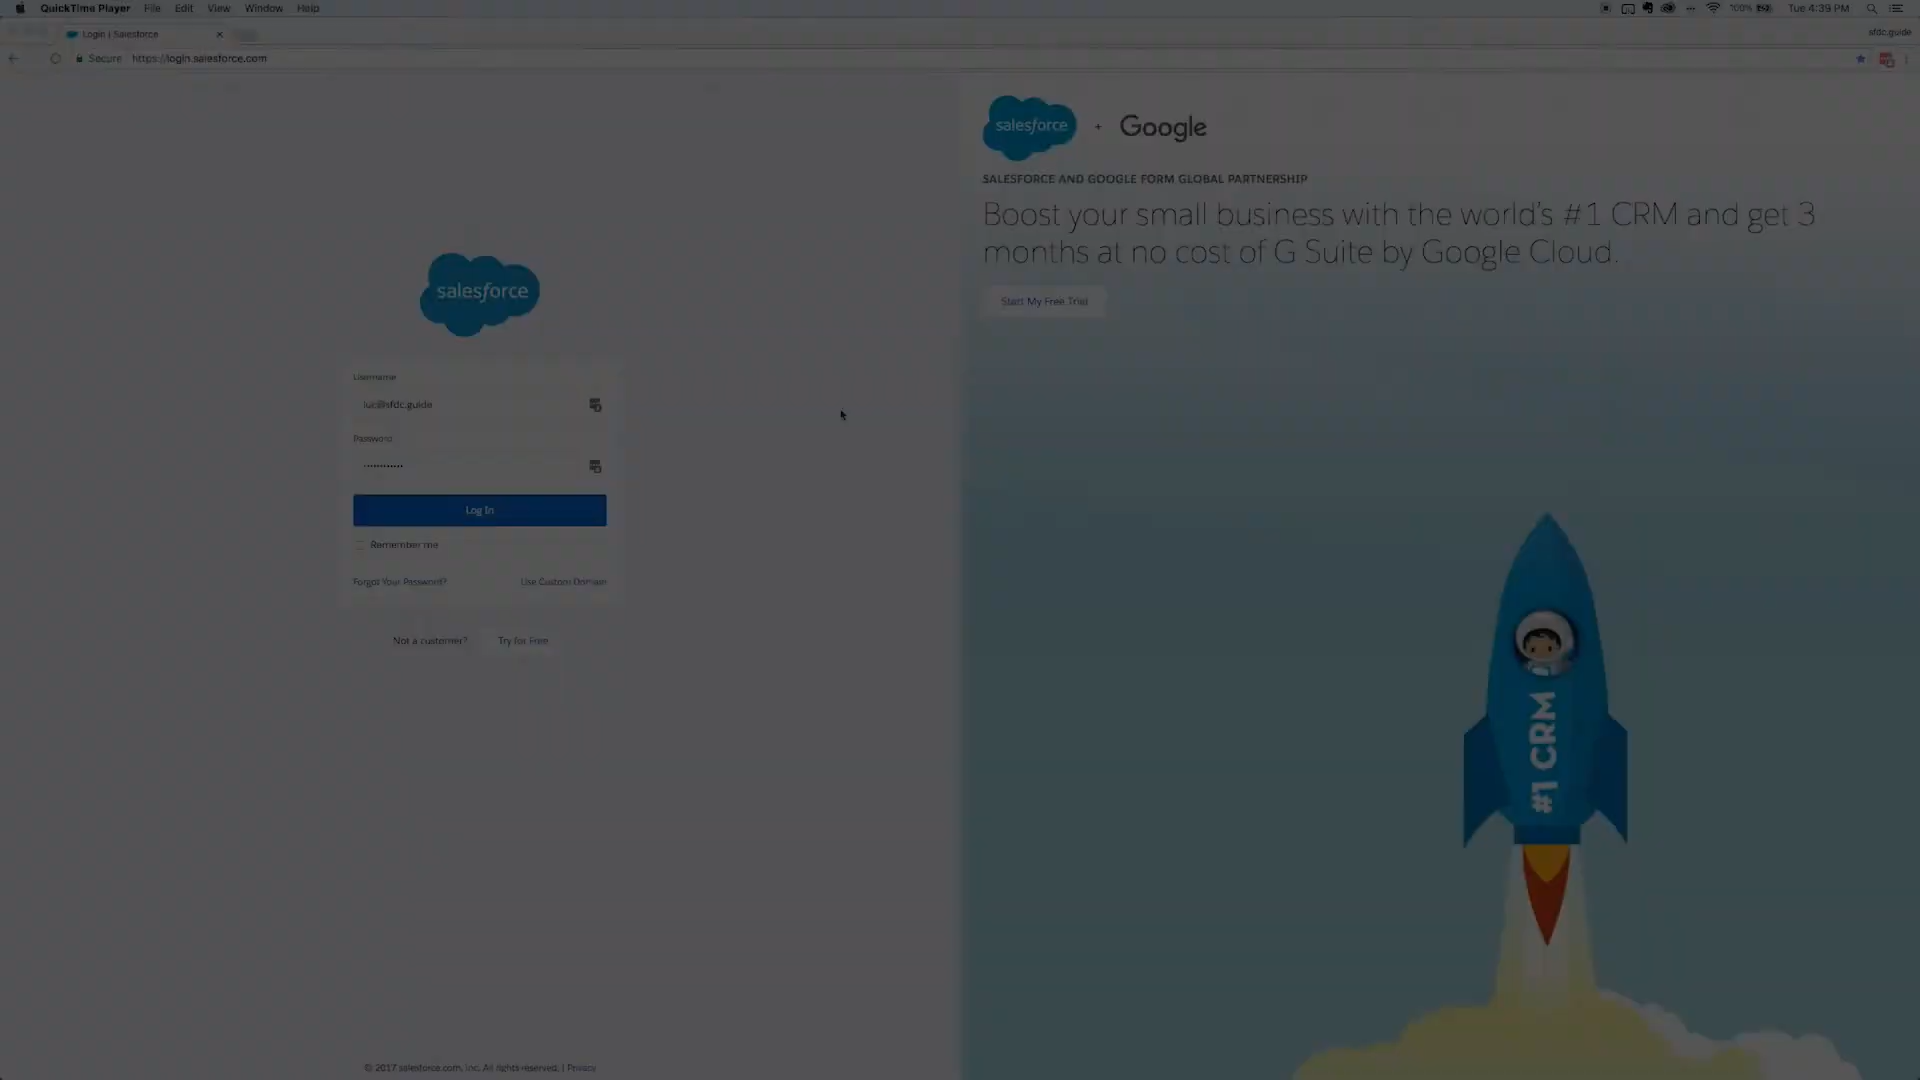 QuickTime Player File Edit View Window Help 100% Tue 4:39 PM
Login | Salesforce
sfdc.guide
Secure https://login.salesforce.com
salesforce + Google
SALESFORCE AND GOOGLE FORM GLOBAL PARTNERSHIP
Boost your small business with the world's #1 CRM and get 3
months at no cost of G Suite by Google Cloud.
Start My Free Trial
salesforce
Username
luc@sfdc.guide
Password
Log In
Remember me
Forgot Your Password? Use Custom Domain
Not a customer? Try for Free
#1 CRM
© 2017 salesforce.com, inc. All rights reserved. | Privacy